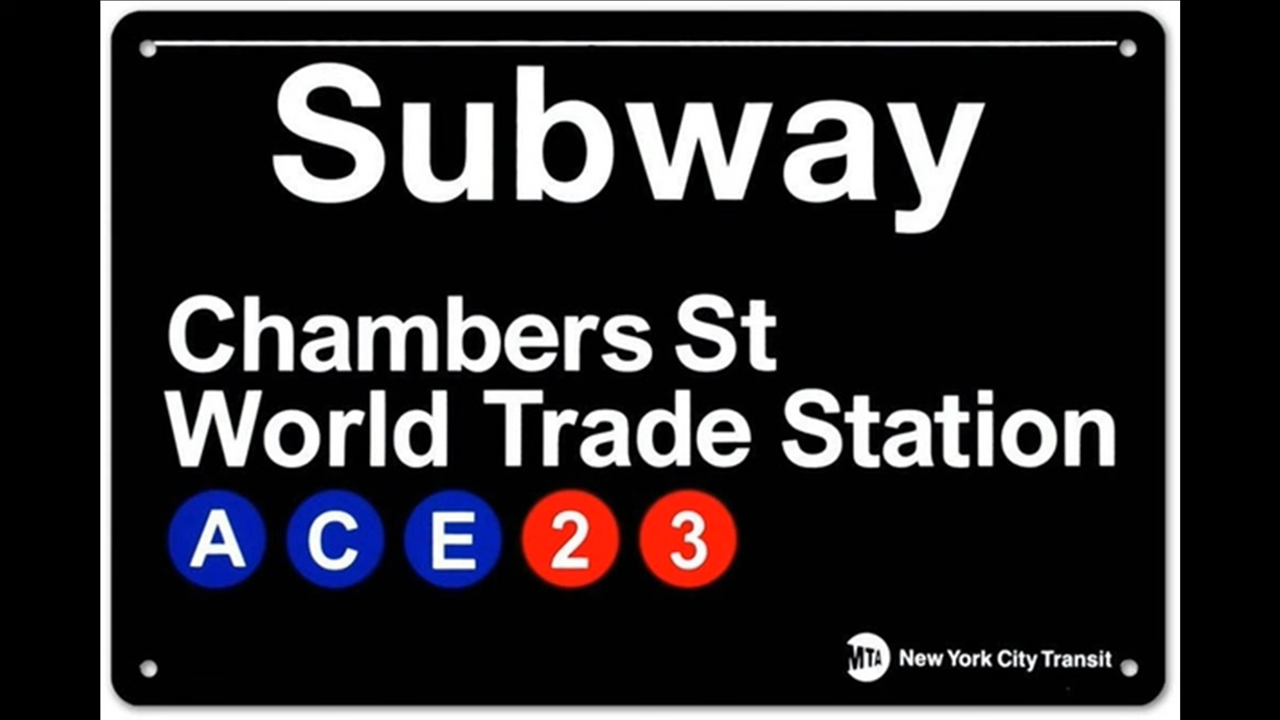 Subway
Chambers St
World Trade Station
A C E 2 3
MTA New York City Transit